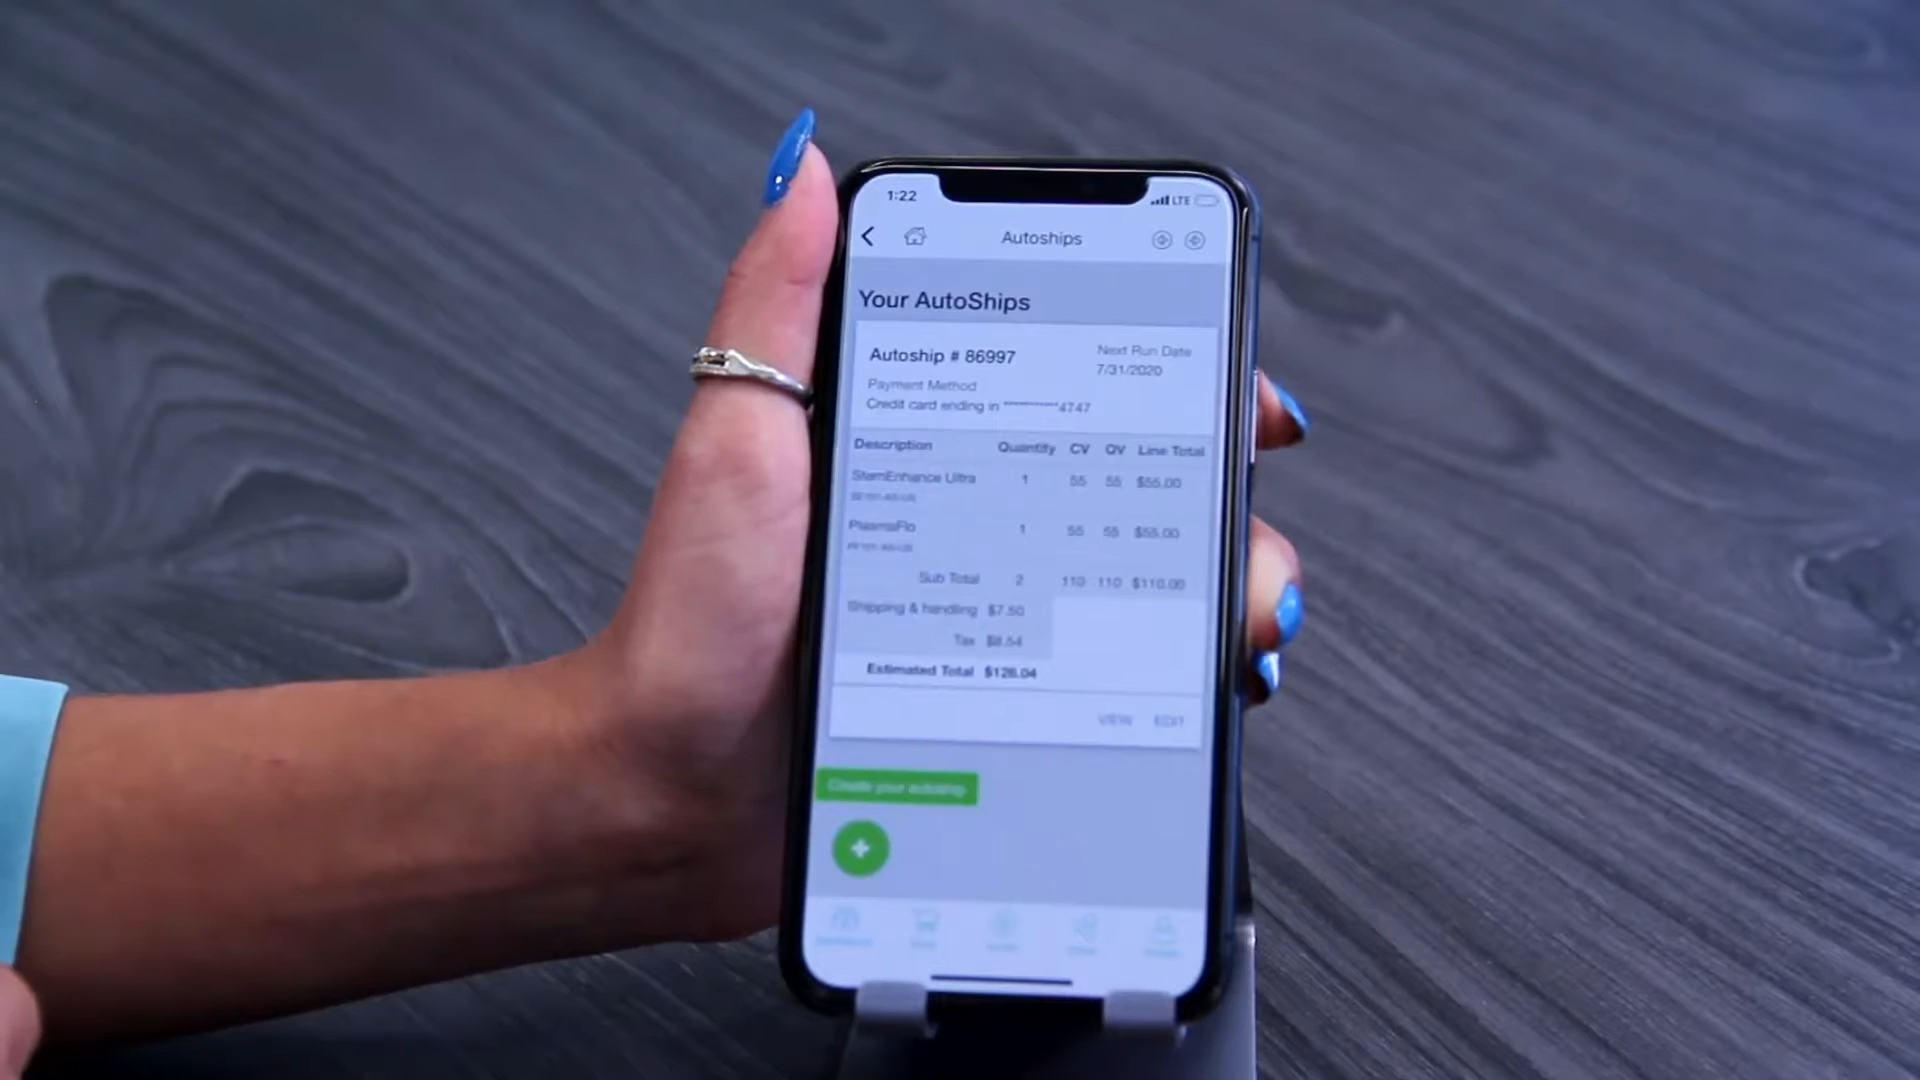 1:22 LTE
Autoships
Your AutoShips
Autoship # 86997
Next Run Date
7/31/2020
Payment Method
Credit card ending in ***********4747
Description Quantity CV QV Line Total
StemEnhance Ultra 1 55 55 $55.00
PlasmaFlo 1 55 55 $55.00
Sub Total 2 110 110 $110.00
Shipping & handling $7.50
Tax $8.54
Estimated Total $126.04
VIEW EDIT
Create your autoship